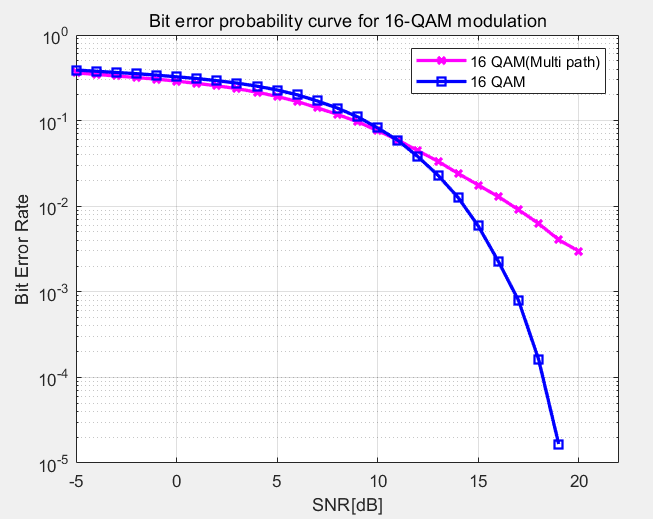 Bit error probability curve for 16-QAM modulation
16 QAM(Multi path)
16 QAM
Bit Error Rate
10^0
10^-1
10^-2
10^-3
10^-4
10^-5
-5 0 5 10 15 20
SNR[dB]